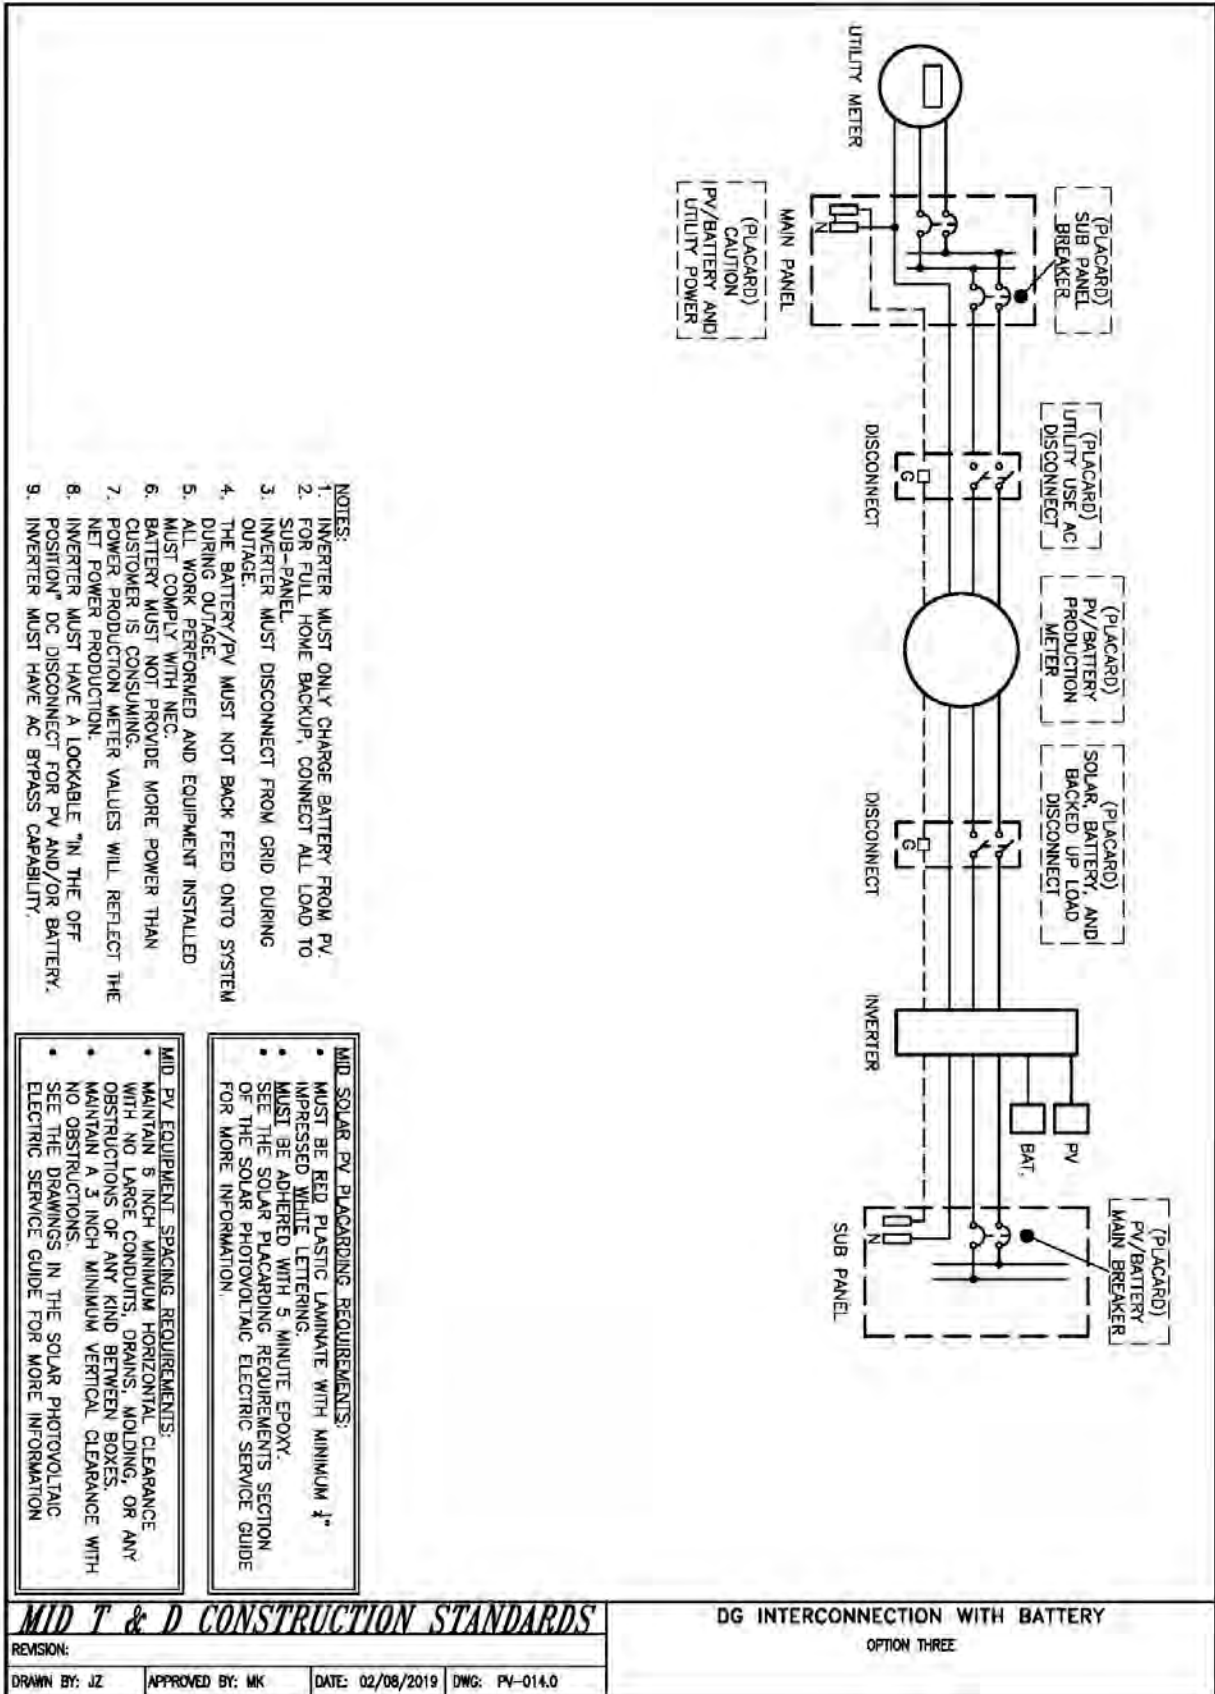 UTILITY METER
(PLACARD)
SUB PANEL
BREAKER
MAIN PANEL
(PLACARD)
CAUTION
PV/BATTERY AND
UTILITY POWER
N
(PLACARD)
UTILITY USE AC
DISCONNECT
G
DISCONNECT
(PLACARD)
PV/BATTERY
PRODUCTION
METER
(PLACARD)
SOLAR, BATTERY, AND
BACKED UP LOAD
DISCONNECT
G
DISCONNECT
INVERTER
PV
BAT.
(PLACARD)
PV/BATTERY
MAIN BREAKER
N
SUB PANEL
NOTES:
1. INVERTER MUST ONLY CHARGE BATTERY FROM PV.
2. FOR FULL HOME BACKUP, CONNECT ALL LOAD TO
SUB-PANEL.
3. INVERTER MUST DISCONNECT FROM GRID DURING
OUTAGE.
4. THE BATTERY/PV MUST NOT BACK FEED ONTO SYSTEM
DURING OUTAGE.
5. ALL WORK PERFORMED AND EQUIPMENT INSTALLED
MUST COMPLY WITH NEC.
6. BATTERY MUST NOT PROVIDE MORE POWER THAN
CUSTOMER IS CONSUMING.
7. POWER PRODUCTION METER VALUES WILL REFLECT THE
NET POWER PRODUCTION.
8. INVERTER MUST HAVE A LOCKABLE "IN THE OFF
POSITION" DC DISCONNECT FOR PV AND/OR BATTERY.
9. INVERTER MUST HAVE AC BYPASS CAPABILITY.
MID SOLAR PV PLACARDING REQUIREMENTS:
• MUST BE RED PLASTIC LAMINATE WITH MINIMUM
IMPRESSED WHITE LETTERING.
• MUST BE ADHERED WITH 5 MINUTE EPOXY.
• SEE THE SOLAR PLACARDING REQUIREMENTS SECTION
OF THE SOLAR PHOTOVOLTAIC ELECTRIC SERVICE GUIDE
FOR MORE INFORMATION.
MID PV EQUIPMENT SPACING REQUIREMENTS:
• MAINTAIN INCH MINIMUM HORIZONTAL CLEARANCE
WITH NO LARGE CONDUITS, DRAINS, MOLDING, OR ANY
OBSTRUCTIONS OF ANY KIND BETWEEN BOXES.
• MAINTAIN A 3 INCH MINIMUM VERTICAL CLEARANCE WITH
NO OBSTRUCTIONS.
• SEE THE DRAWINGS IN THE SOLAR PHOTOVOLTAIC
ELECTRIC SERVICE GUIDE FOR MORE INFORMATION
MID T & D CONSTRUCTION STANDARDS
REVISION:
DRAWN BY: JZ APPROVED BY: MK DATE: 02/08/2019 DWG: PV-014.0
DG INTERCONNECTION WITH BATTERY
OPTION THREE